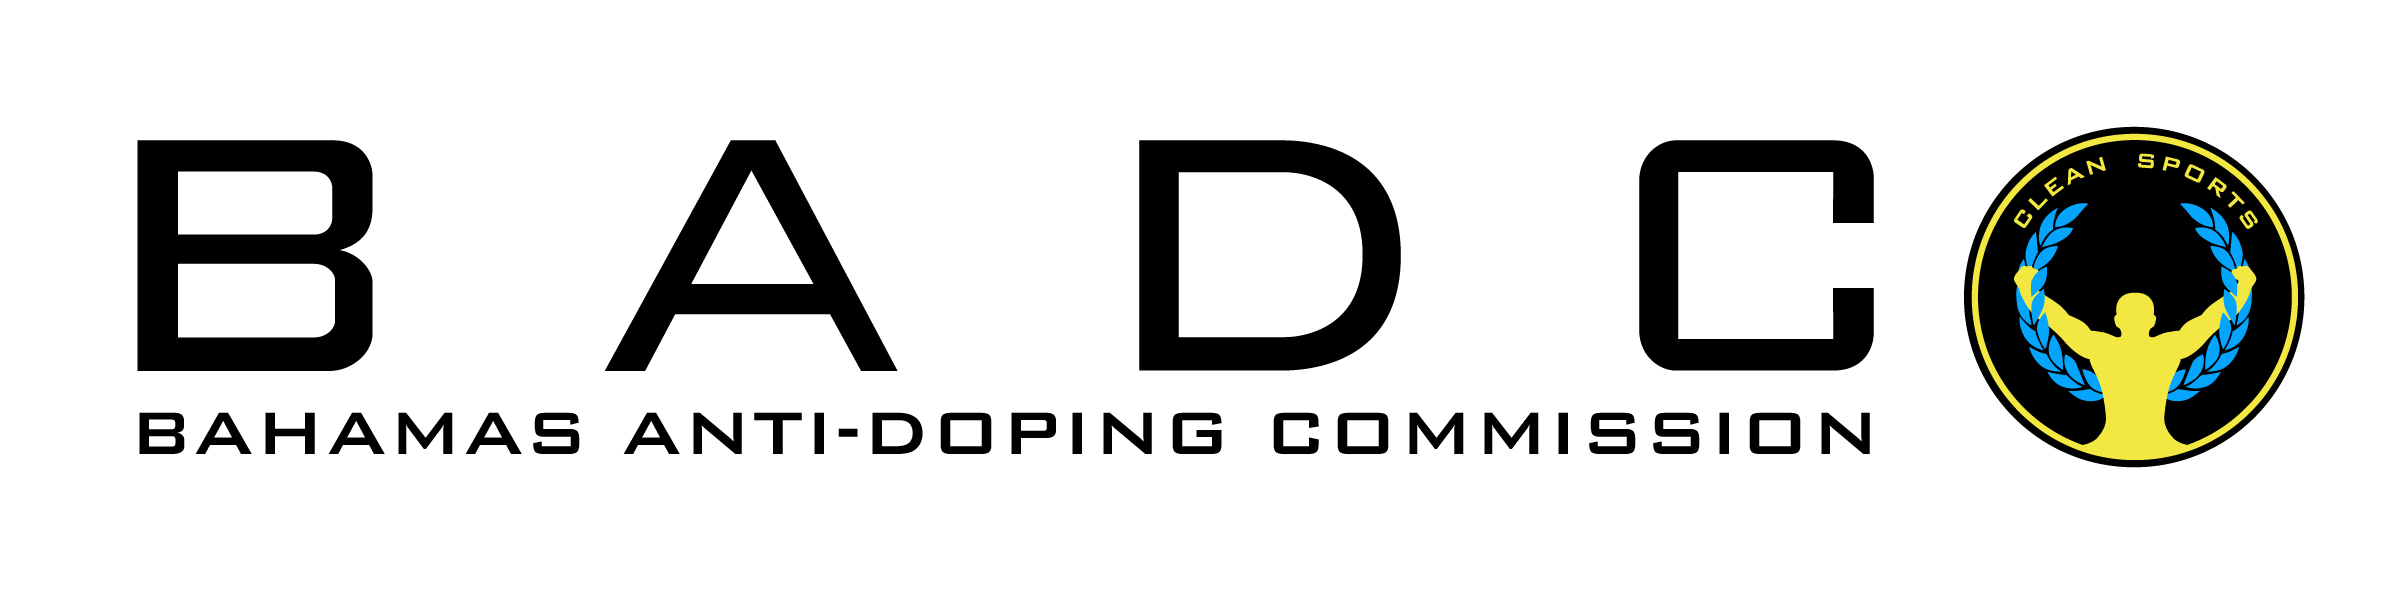 BADC
BAHAMAS ANTI-DOPING COMMISSION
CLEAN SPORTS